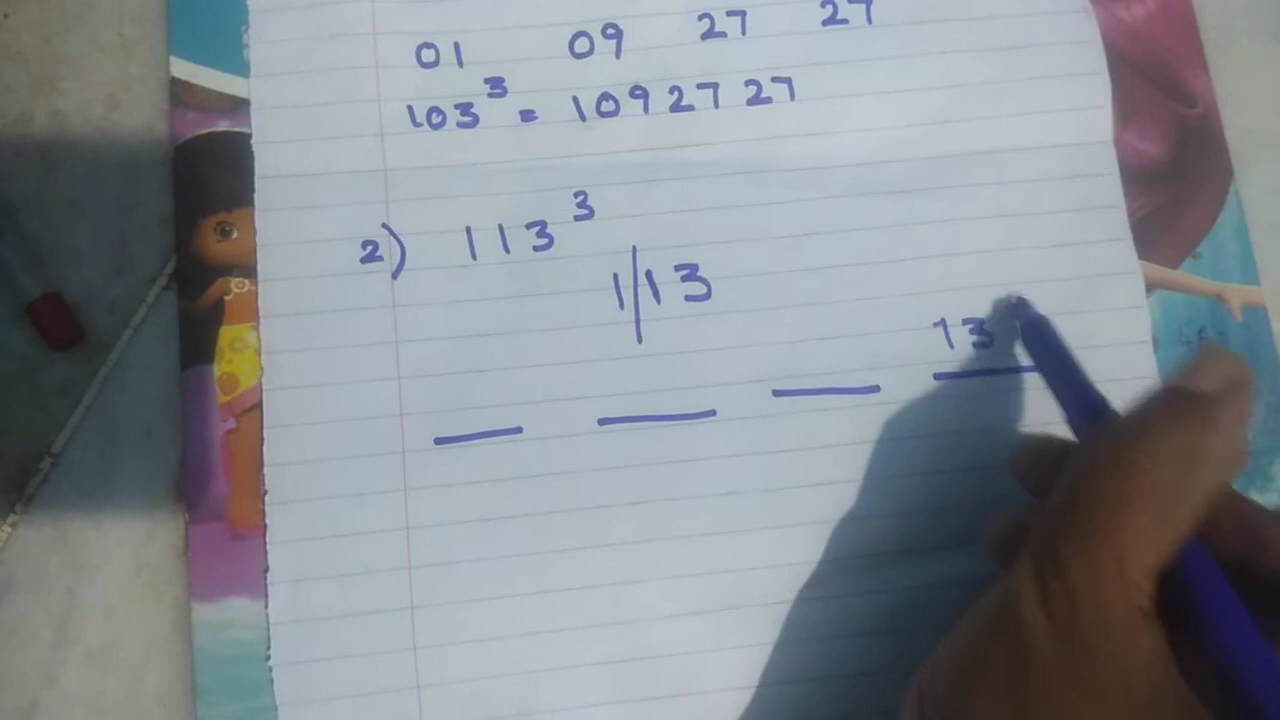 01 09 27 27
103³ = 1092727
2) 113³
1/13
13